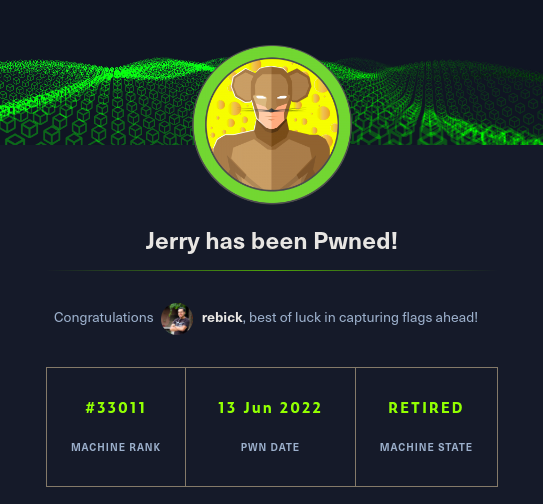 Jerry has been Pwned!
Congratulations rebick, best of luck in capturing flags ahead!
#33011 13 Jun 2022 RETIRED
MACHINE RANK PWN DATE MACHINE STATE